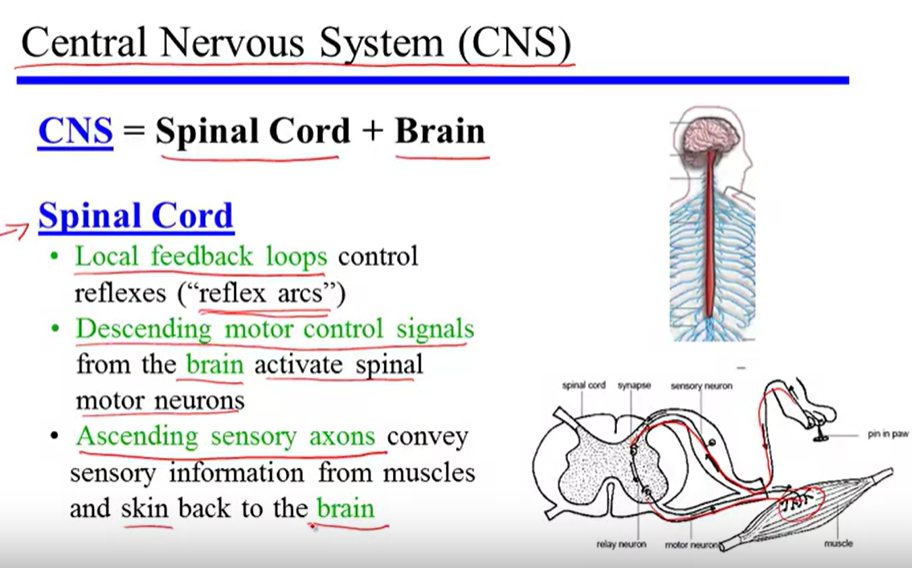 Central Nervous System (CNS)
CNS = Spinal Cord + Brain
Spinal Cord
• Local feedback loops control
reflexes (“reflex arcs”)
• Descending motor control signals
from the brain activate spinal
motor neurons
• Ascending sensory axons convey
sensory information from muscles
and skin back to the brain
spinal cord synapse sensory neuron
pin in paw
relay neuron motor neuron muscle